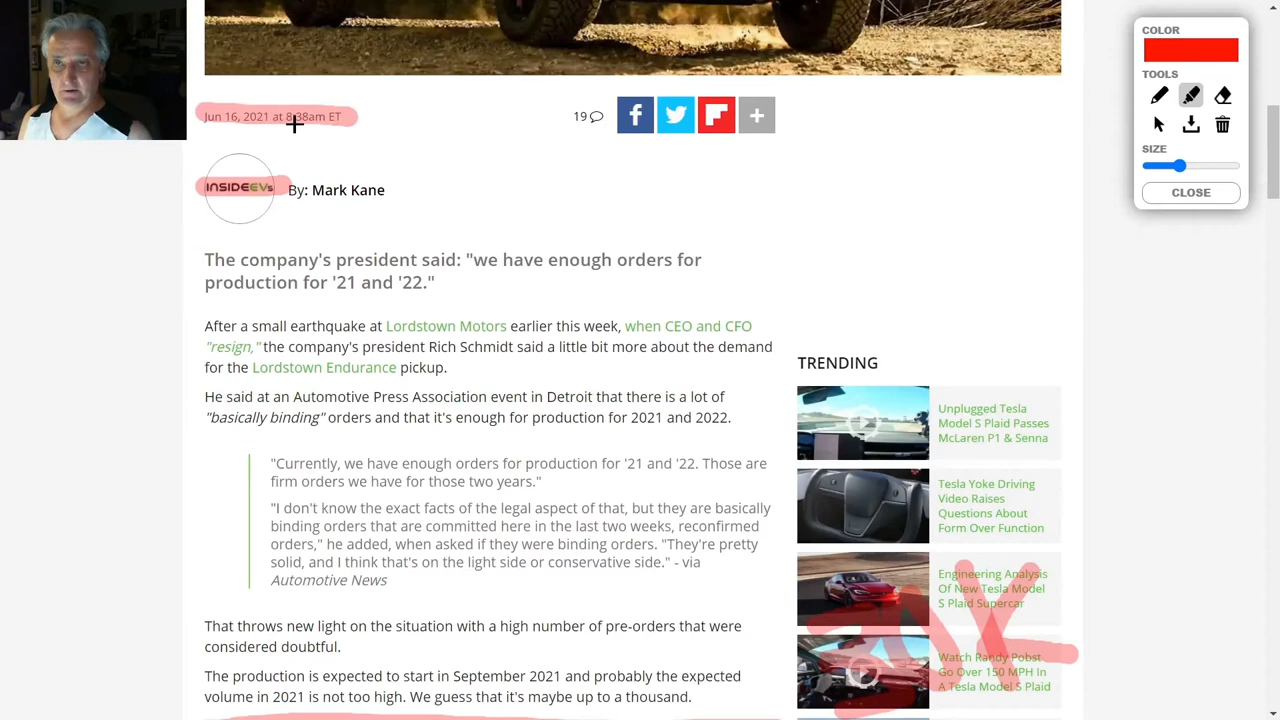 Jun 16, 2021 at 8:38am ET
19
INSIDEEVs
By: Mark Kane
The company's president said: "we have enough orders for
production for '21 and '22."
After a small earthquake at Lordstown Motors earlier this week, when CEO and CFO
"resign," the company's president Rich Schmidt said a little bit more about the demand
for the Lordstown Endurance pickup.
He said at an Automotive Press Association event in Detroit that there is a lot of
"basically binding" orders and that it's enough for production for 2021 and 2022.
"Currently, we have enough orders for production for '21 and '22. Those are
firm orders we have for those two years."
"I don't know the exact facts of the legal aspect of that, but they are basically
binding orders that are committed here in the last two weeks, reconfirmed
orders," he added, when asked if they were binding orders. "They're pretty
solid, and I think that's on the light side or conservative side." - via
Automotive News
That throws new light on the situation with a high number of pre-orders that were
considered doubtful.
The production is expected to start in September 2021 and probably the expected
volume in 2021 is not too high. We guess that it's maybe up to a thousand.
TRENDING
Unplugged Tesla
Model S Plaid Passes
McLaren P1 & Senna
Tesla Yoke Driving
Video Raises
Questions About
Form Over Function
Engineering Analysis
Of New Tesla Model
S Plaid Supercar
Watch Randy Pobst
Go Over 150 MPH In
A Tesla Model S Plaid
COLOR
TOOLS
SIZE
CLOSE